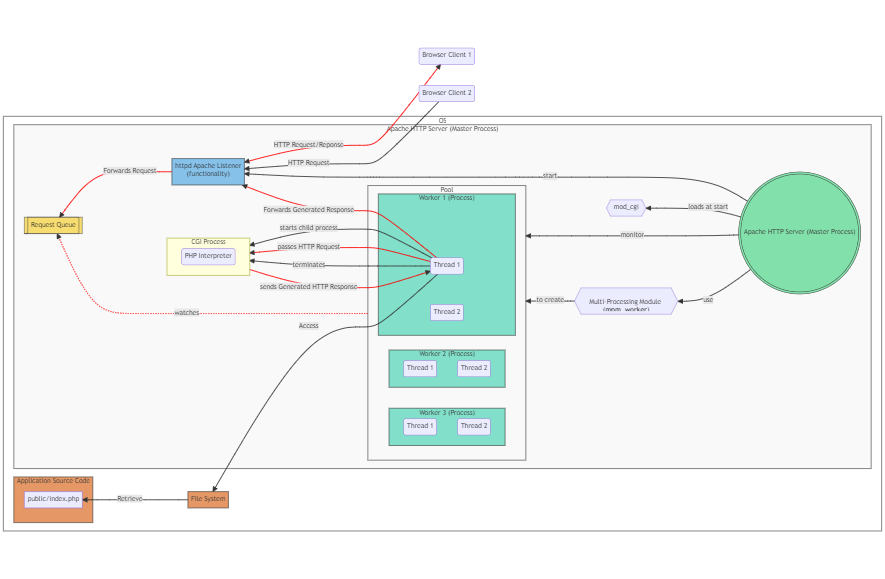 Browser Client 1
Browser Client 2
OS
Apache HTTP Server (Master Process)
HTTP Request/Reponse
HTTP Request
httpd Apache Listener
(functionality)
Forwards Request
start
Pool
Worker 1 (Process)
Forwards Generated Response
mod_cgi
loads at start
Request Queue
starts child process
Apache HTTP Server (Master Process)
monitor
CGI Process
passes HTTP Request
PHP Interpreter
terminates
Thread 1
sends Generated HTTP Response
to create
Multi-Processing Module
(mpm_worker)
use
watches
Thread 2
Access
Worker 2 (Process)
Thread 1
Thread 2
Worker 3 (Process)
Thread 1
Thread 2
Application Source Code
public/index.php
Retrieve
File System